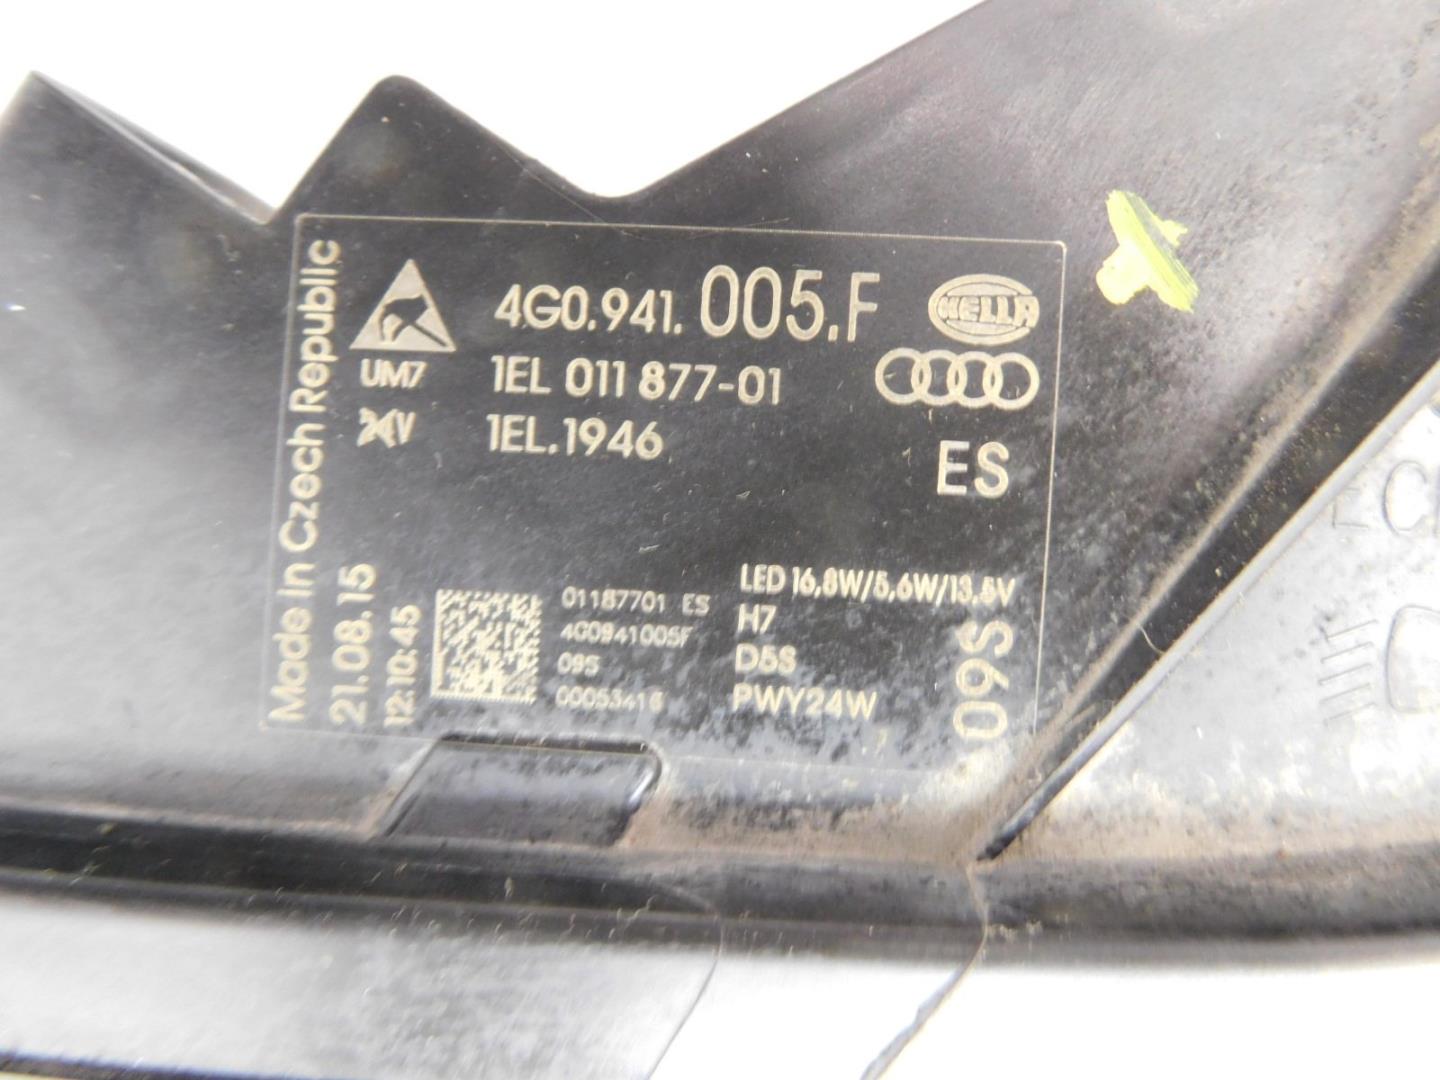 Made in Czech Republic
4G0.941.005.F
HELLA
UM7
1EL 011 877-01
1EL.1946
ES
21.08.15
12:10:45
01187701 ES
4G0941005F
09S
00053416
LED 16,8W/5,6W/13,5V
H7
D5S
PWY24W
09S